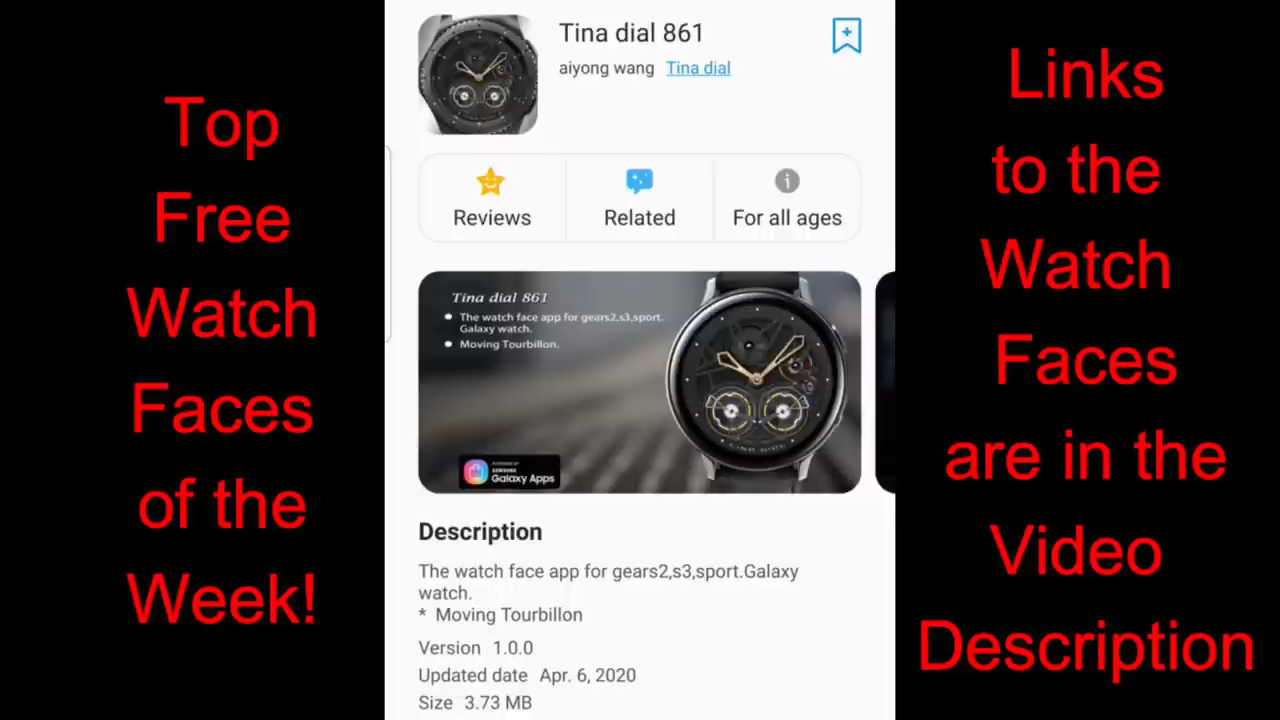 Top
Free
Watch
Faces
of the
Week!
Tina dial 861
aiyong wang Tina dial
Reviews
Related
For all ages
Tina dial 861
The watch face app for gears2,s3,sport.
Galaxy watch.
Moving Tourbillon.
SAMSUNG
Galaxy Apps
Description
The watch face app for gears2,s3,sport.Galaxy
watch.
* Moving Tourbillon
Version 1.0.0
Updated date Apr. 6, 2020
Size 3.73 MB
Links
to the
Watch
Faces
are in the
Video
Description